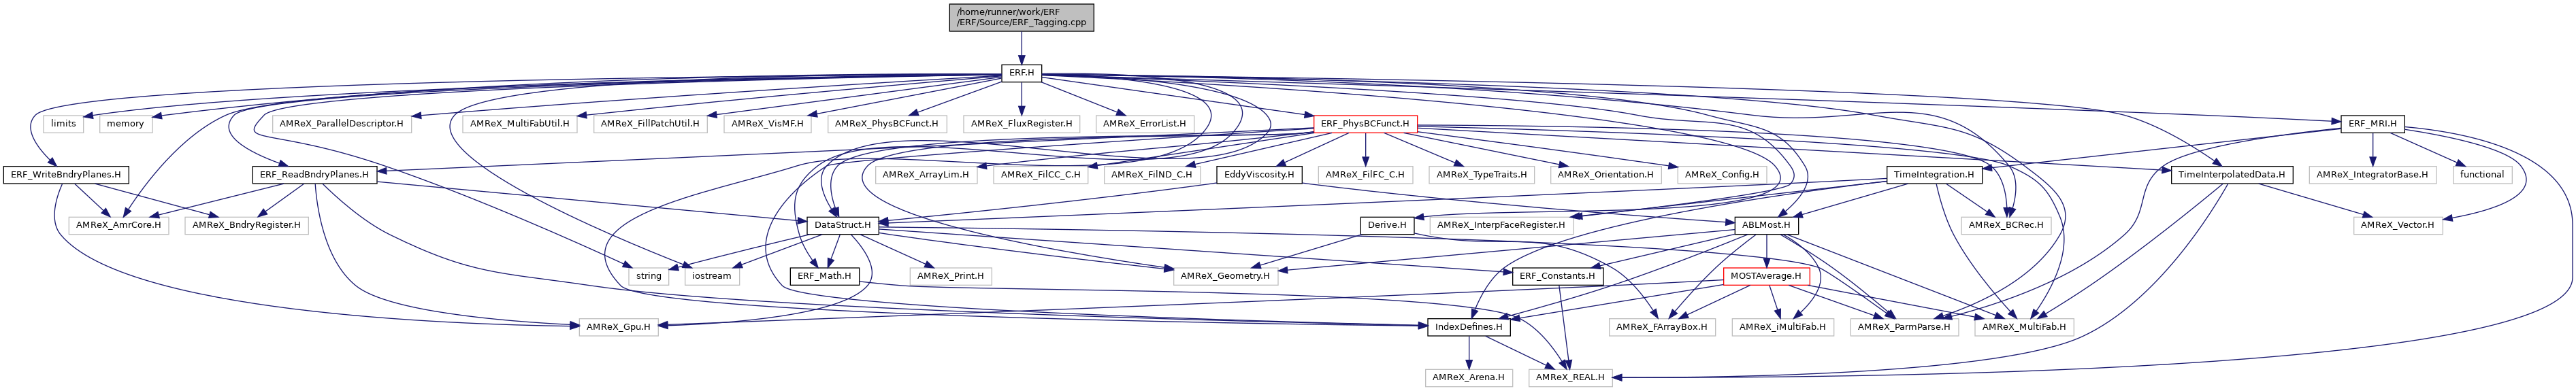 /home/runner/work/ERF
/ERF/Source/ERF_Tagging.cpp
ERF.H
limits
memory
AMReX_ParallelDescriptor.H
AMReX_MultiFabUtil.H
AMReX_FillPatchUtil.H
AMReX_VisMF.H
AMReX_PhysBCFunct.H
AMReX_FluxRegister.H
AMReX_ErrorList.H
ERF_PhysBCFunct.H
ERF_MRI.H
ERF_WriteBndryPlanes.H
ERF_ReadBndryPlanes.H
AMReX_ArrayLim.H
AMReX_FilCC_C.H
AMReX_FilND_C.H
EddyViscosity.H
AMReX_FilFC_C.H
AMReX_TypeTraits.H
AMReX_Orientation.H
AMReX_Config.H
TimeIntegration.H
TimeInterpolatedData.H
AMReX_IntegratorBase.H
functional
AMReX_AmrCore.H
AMReX_BndryRegister.H
DataStruct.H
Derive.H
AMReX_InterpFaceRegister.H
ABLMost.H
AMReX_BCRec.H
AMReX_Vector.H
string
iostream
ERF_Math.H
AMReX_Print.H
AMReX_Geometry.H
ERF_Constants.H
MOSTAverage.H
AMReX_Gpu.H
IndexDefines.H
AMReX_FArrayBox.H
AMReX_iMultiFab.H
AMReX_ParmParse.H
AMReX_MultiFab.H
AMReX_Arena.H
AMReX_REAL.H